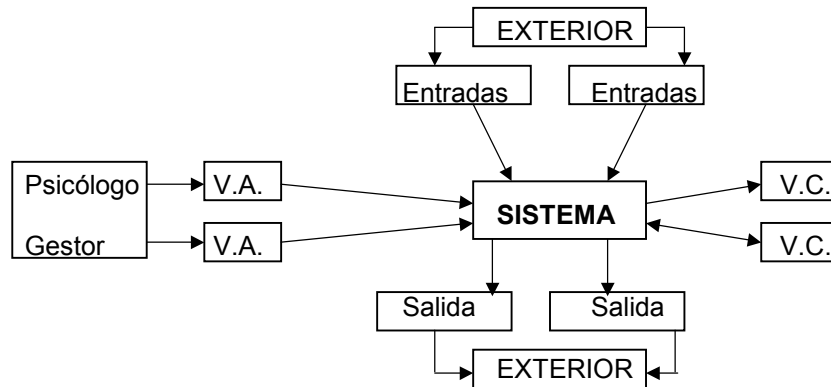 EXTERIOR
Entradas
Entradas
Psicólogo
V.A.
SISTEMA
V.C.
Gestor
V.A.
V.C.
Salida
Salida
EXTERIOR